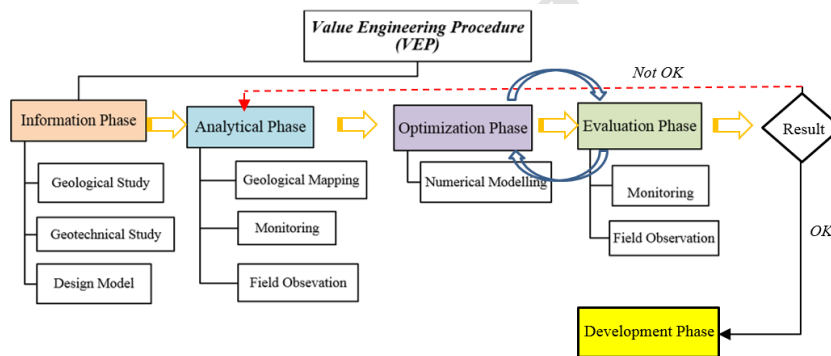 Value Engineering Procedure
(VEP)
Not OK
Information Phase
Analytical Phase
Optimization Phase
Evaluation Phase
Result
Geological Study
Geological Mapping
Numerical Modelling
Monitoring
Geotechnical Study
Monitoring
Field Observation
OK
Design Model
Field Obsevation
Development Phase